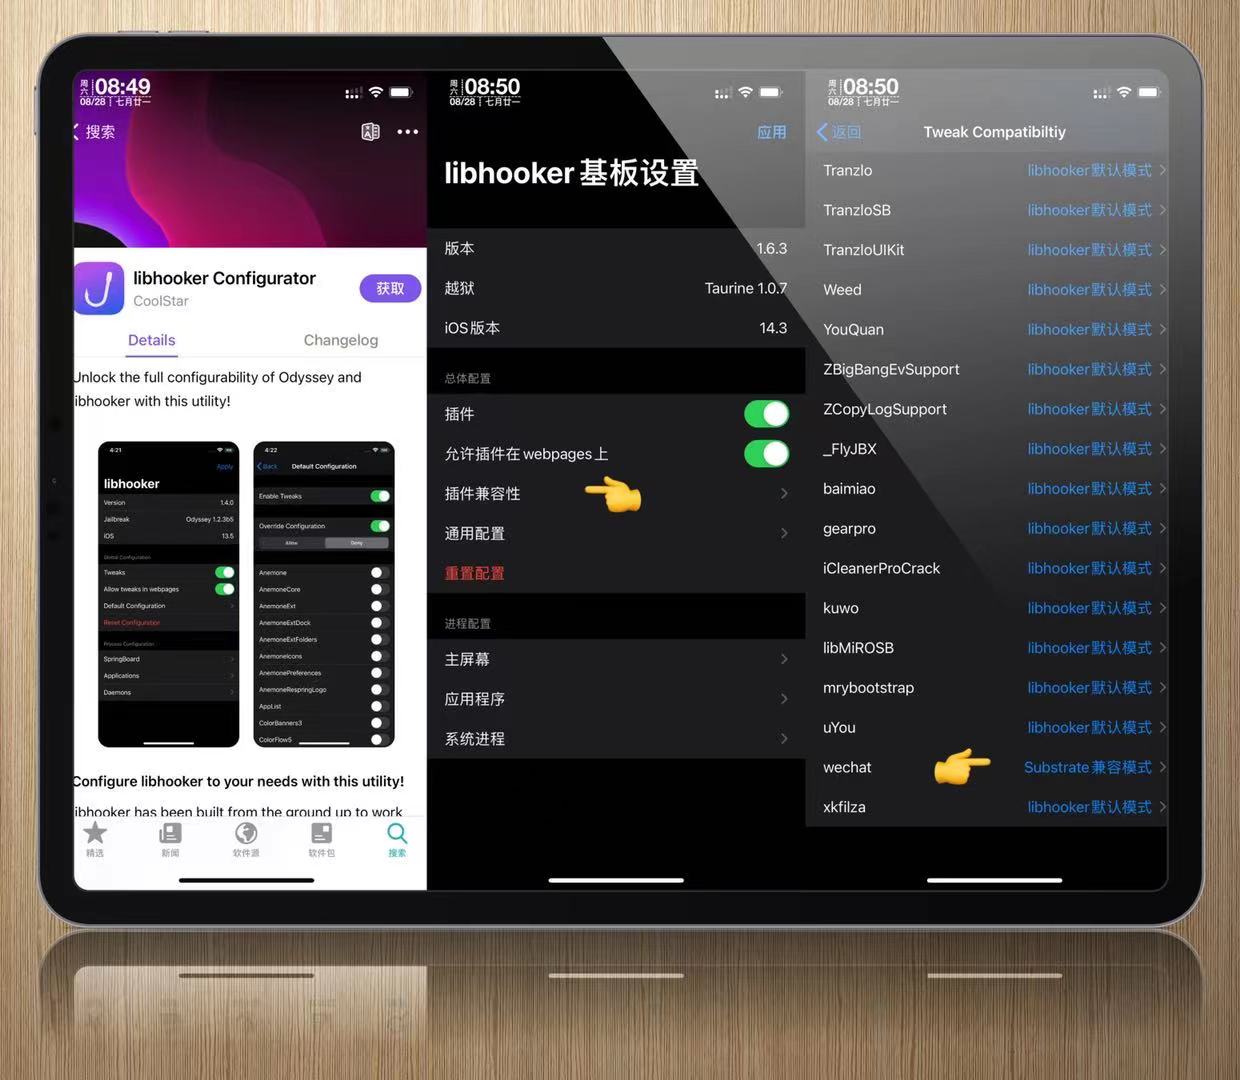 周六
08:49
08/28 七月廿一
搜索
libhooker Configurator
CoolStar
获取
Details
Changelog
Unlock the full configurability of Odyssey and
libhooker with this utility!
4:21
Apply
libhooker
Version 1.4.0
Jailbreak Odyssey 1.2.3b5
iOS 13.5
Global Configuration
Tweaks
Allow tweaks in webpages
Default Configuration
Reset Configuration
Process Configuration
SpringBoard
Applications
Daemons
4:22
Back Default Configuration
Enable Tweaks
Override Configuration
Allow Deny
Anemone
AnemoneCore
AnemoneExt
AnemoneExtDock
AnemoneExtFolders
AnemoneIcons
AnemonePreferences
AnemoneRespringLogo
AppList
ColorBanners3
ColorFlow5
Configure libhooker to your needs with this utility!
libhooker has been built from the ground up to work
精选 新闻 软件源 软件包 搜索
周六
08:50
08/28 七月廿一
应用
libhooker基板设置
版本 1.6.3
越狱 Taurine 1.0.7
iOS版本 14.3
总体配置
插件
允许插件在webpages上
插件兼容性
通用配置
重置配置
进程配置
主屏幕
应用程序
系统进程
周六
08:50
08/28 七月廿一
返回 Tweak Compatibiltiy
Tranzlo libhooker默认模式
TranzloSB libhooker默认模式
TranzloUIKit libhooker默认模式
Weed libhooker默认模式
YouQuan libhooker默认模式
ZBigBangEvSupport libhooker默认模式
ZCopyLogSupport libhooker默认模式
_FlyJBX libhooker默认模式
baimiao libhooker默认模式
gearpro libhooker默认模式
iCleanerProCrack libhooker默认模式
kuwo libhooker默认模式
libMiROSB libhooker默认模式
mrybootstrap libhooker默认模式
uYou libhooker默认模式
wechat Substrate兼容模式
xkfilza libhooker默认模式